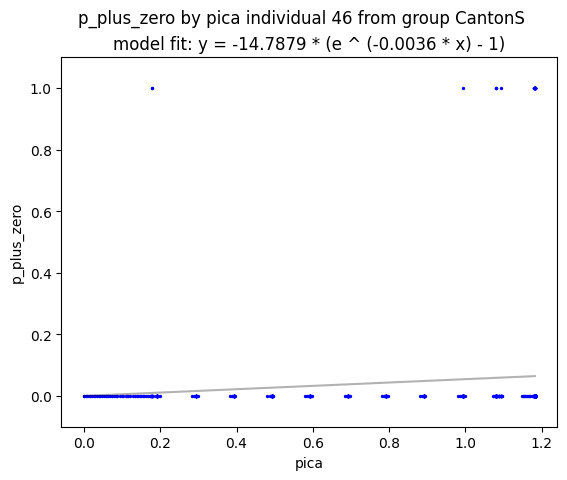 p_plus_zero by pica individual 46 from group CantonS
model fit: y = -14.7879 * (e ^ (-0.0036 * x) - 1)
1.0
0.8
0.6
0.4
0.2
0.0
p_plus_zero
0.0 0.2 0.4 0.6 0.8 1.0 1.2
pica